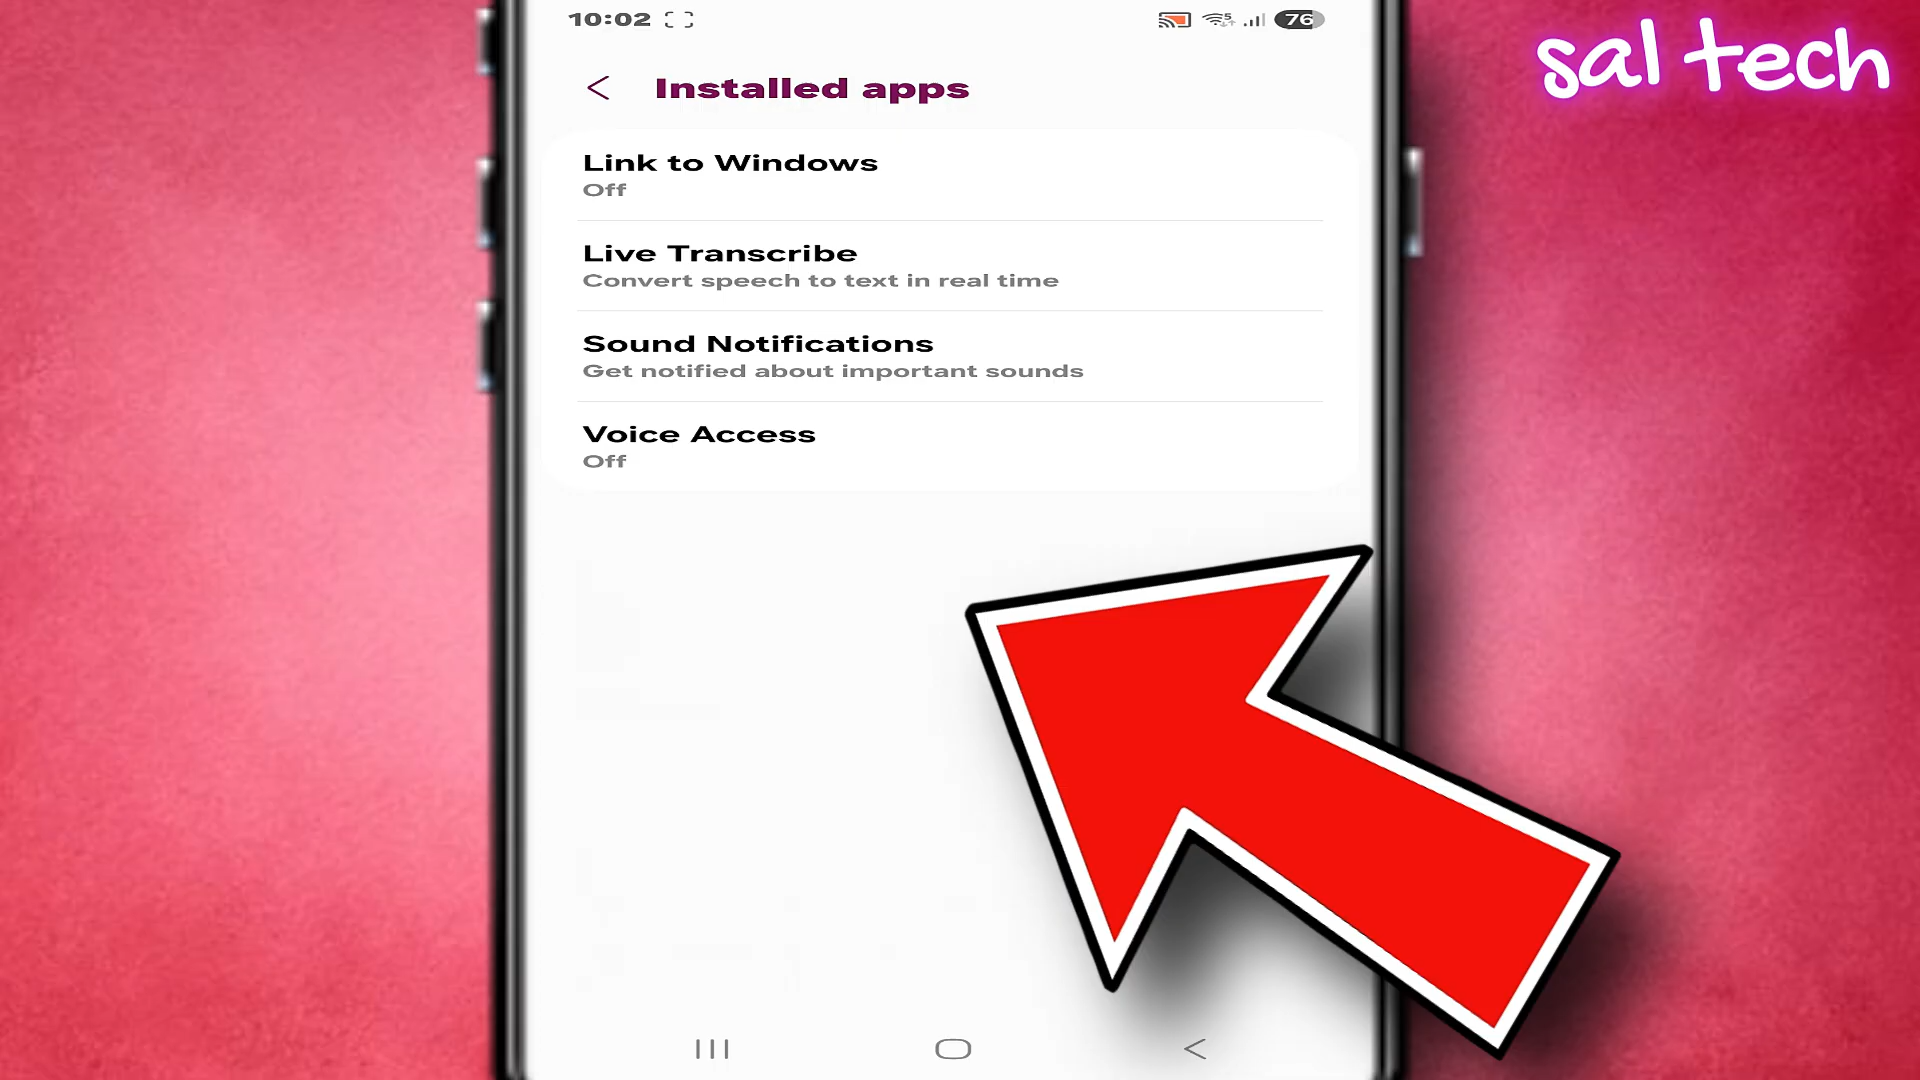 10:02
76
sal tech
Installed apps
Link to Windows
Off
Live Transcribe
Convert speech to text in real time
Sound Notifications
Get notified about important sounds
Voice Access
Off